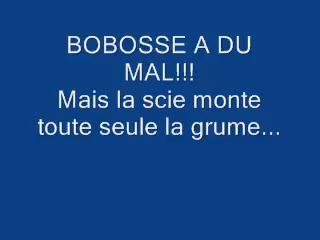 BOBOSSE A DU
MAL!!!
Mais la scie monte
toute seule la grume...